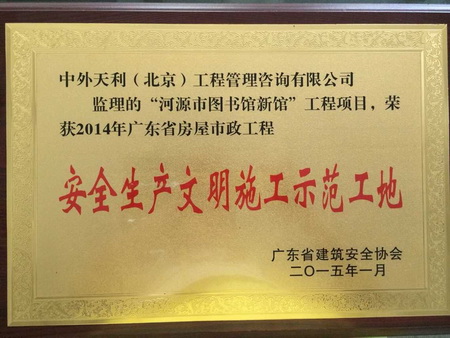 中外天利（北京）工程管理咨询有限公司
监理的“河源市图书馆新馆”工程项目，荣
获2014年广东省房屋市政工程
安全生产文明施工示范工地
广东省建筑安全协会
二〇一五年一月